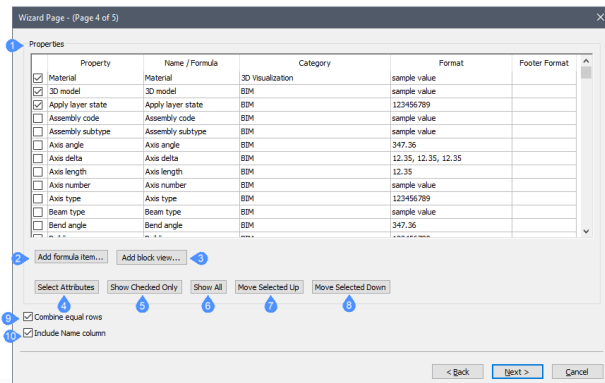 Wizard Page - (Page 4 of 5)
1 Properties
Property Name / Formula Category Format Footer Format
Material Material 3D Visualization sample value
3D model 3D model BIM sample value
Apply layer state Apply layer state BIM 123456789
Assembly code Assembly code BIM sample value
Assembly subtype Assembly subtype BIM sample value
Axis angle Axis angle BIM 347.36
Axis delta Axis delta BIM 12.35, 12.35, 12.35
Axis length Axis length BIM 12.35
Axis number Axis number BIM sample value
Axis type Axis type BIM 123456789
Beam type Beam type BIM sample value
Bend angle Bend angle BIM 347.36
2 Add formula item... Add block view... 3
Select Attributes Show Checked Only Show All Move Selected Up Move Selected Down
4 5 6 7 8
9 Combine equal rows
10 Include Name column
< Back Next > Cancel